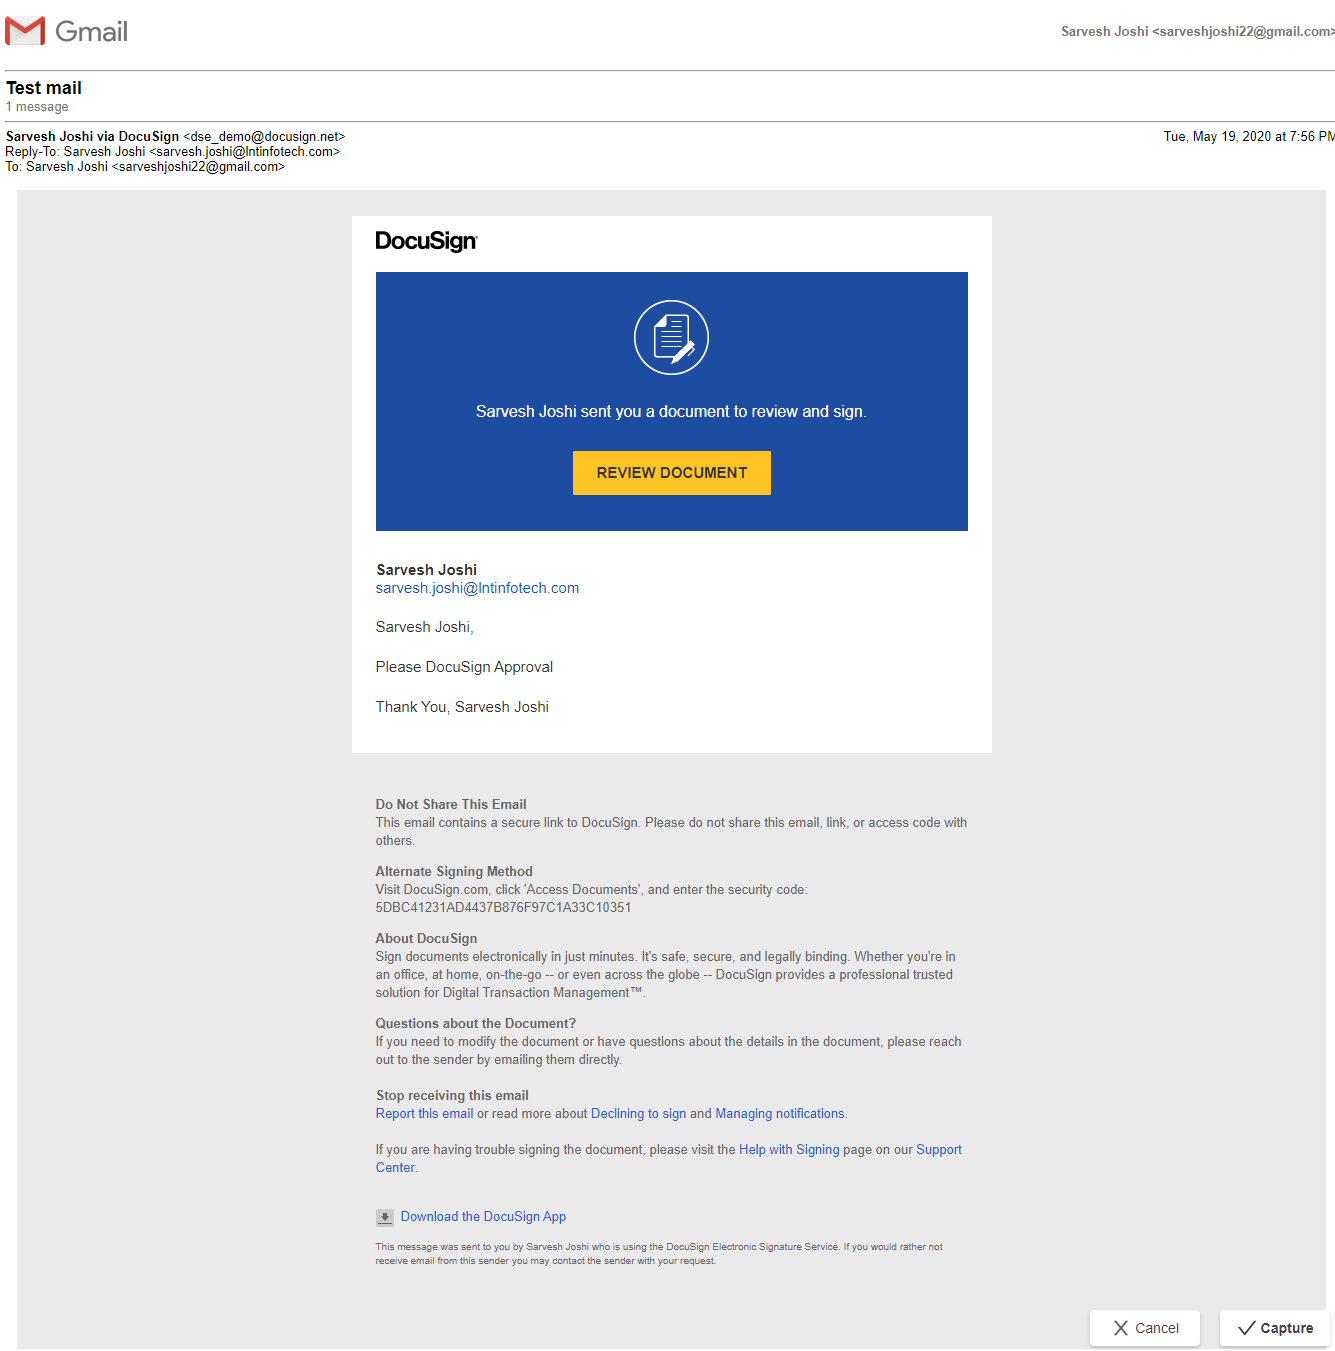 Gmail
Sarvesh Joshi <sarveshjoshi22@gmail.com>
Test mail
1 message
Sarvesh Joshi via DocuSign <dse_demo@docusign.net>
Tue, May 19, 2020 at 7:56 PM
Reply-To: Sarvesh Joshi <sarvesh.joshi@lntinfotech.com>
To: Sarvesh Joshi <sarveshjoshi22@gmail.com>
DocuSign
Sarvesh Joshi sent you a document to review and sign.
REVIEW DOCUMENT
Sarvesh Joshi
sarvesh.joshi@lntinfotech.com
Sarvesh Joshi,
Please DocuSign Approval
Thank You, Sarvesh Joshi
Do Not Share This Email
This email contains a secure link to DocuSign. Please do not share this email, link, or access code with
others.
Alternate Signing Method
Visit DocuSign.com, click 'Access Documents', and enter the security code:
5DBC41231AD4437B876F97C1A33C10351
About DocuSign
Sign documents electronically in just minutes. It's safe, secure, and legally binding. Whether you're in
an office, at home, on-the-go -- or even across the globe -- DocuSign provides a professional trusted
solution for Digital Transaction Management™.
Questions about the Document?
If you need to modify the document or have questions about the details in the document, please reach
out to the sender by emailing them directly.
Stop receiving this email
Report this email or read more about Declining to sign and Managing notifications.
If you are having trouble signing the document, please visit the Help with Signing page on our Support
Center.
Download the DocuSign App
This message was sent to you by Sarvesh Joshi who is using the DocuSign Electronic Signature Service. If you would rather not
receive email from this sender you may contact the sender with your request.
Cancel
Capture